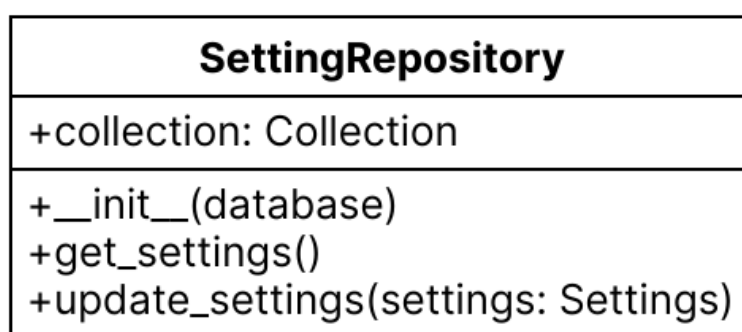 SettingRepository
+collection: Collection
+__init__(database)
+get_settings()
+update_settings(settings: Settings)